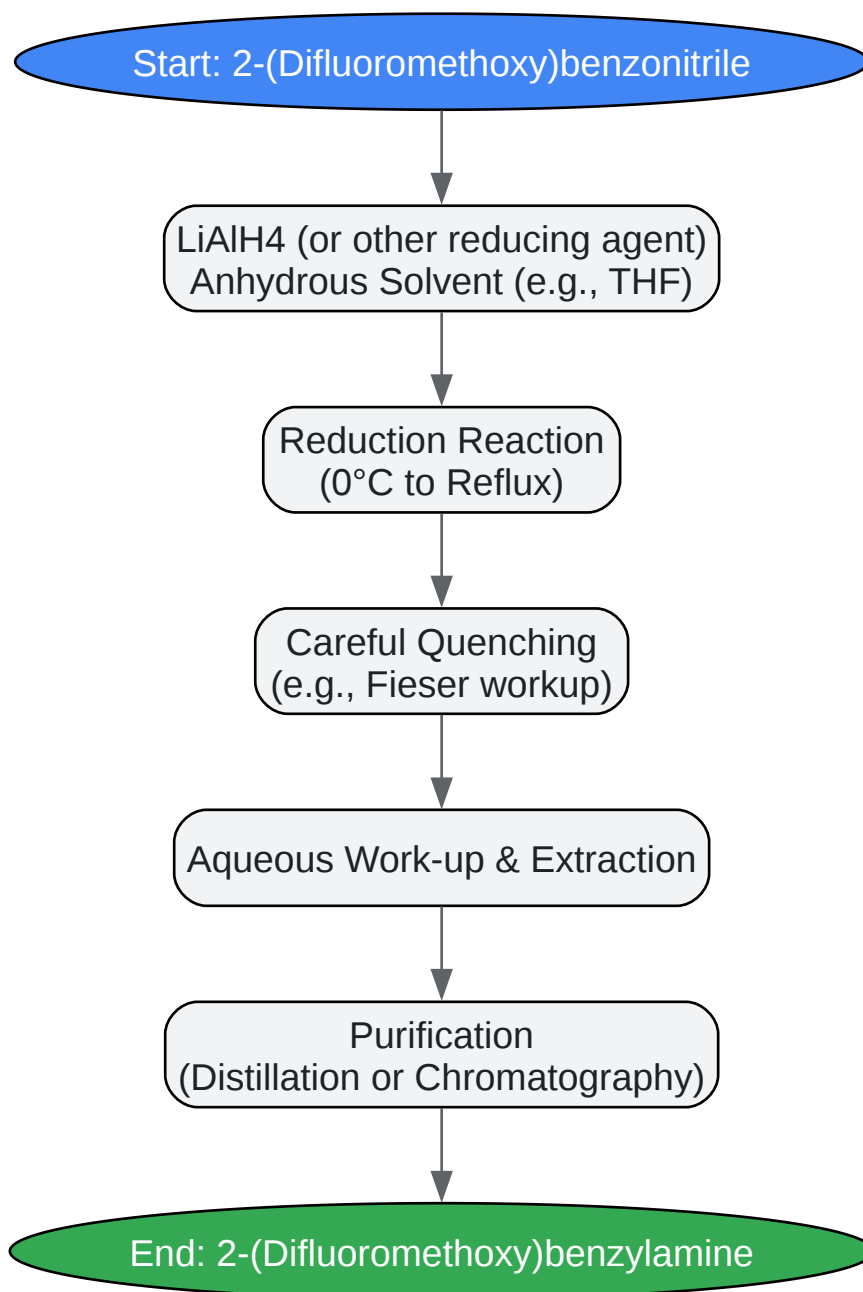 Start: 2-(Difluoromethoxy)benzonitrile
LiAlH4 (or other reducing agent)
Anhydrous Solvent (e.g., THF)
Reduction Reaction
(0°C to Reflux)
Careful Quenching
(e.g., Fieser workup)
Aqueous Work-up & Extraction
Purification
(Distillation or Chromatography)
End: 2-(Difluoromethoxy)benzylamine